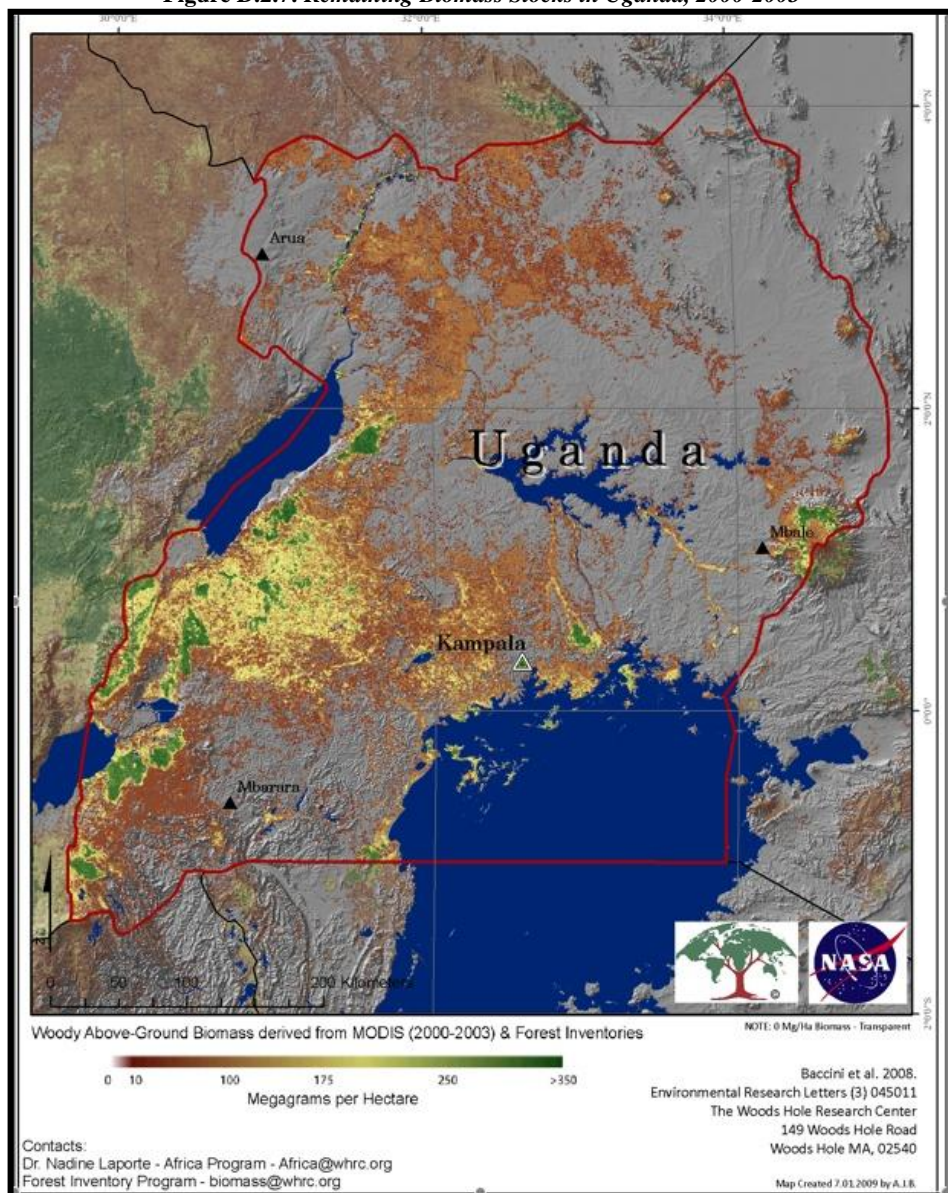 Figure D.2.7: Remaining Biomass Stocks in Uganda, 2000-2003
30°0'0"E
32°0'0"E
34°0'0"E
4°0'0"N
Arua
2°0'0"N
Uganda
Mbale
Kampala
0°0'0"
Mbarara
0 50 100 200 Kilometers
NASA
©
2°0'0"S
Woody Above-Ground Biomass derived from MODIS (2000-2003) & Forest Inventories
NOTE: 0 Mg/Ha Biomass - Transparent
0 10 100 175 250 >350
Megagrams per Hectare
Baccini et al. 2008.
Environmental Research Letters (3) 045011
The Woods Hole Research Center
149 Woods Hole Road
Woods Hole MA, 02540
Contacts:
Dr. Nadine Laporte - Africa Program - Africa@whrc.org
Forest Inventory Program - biomass@whrc.org
Map Created 7.01.2009 by A.J.B.